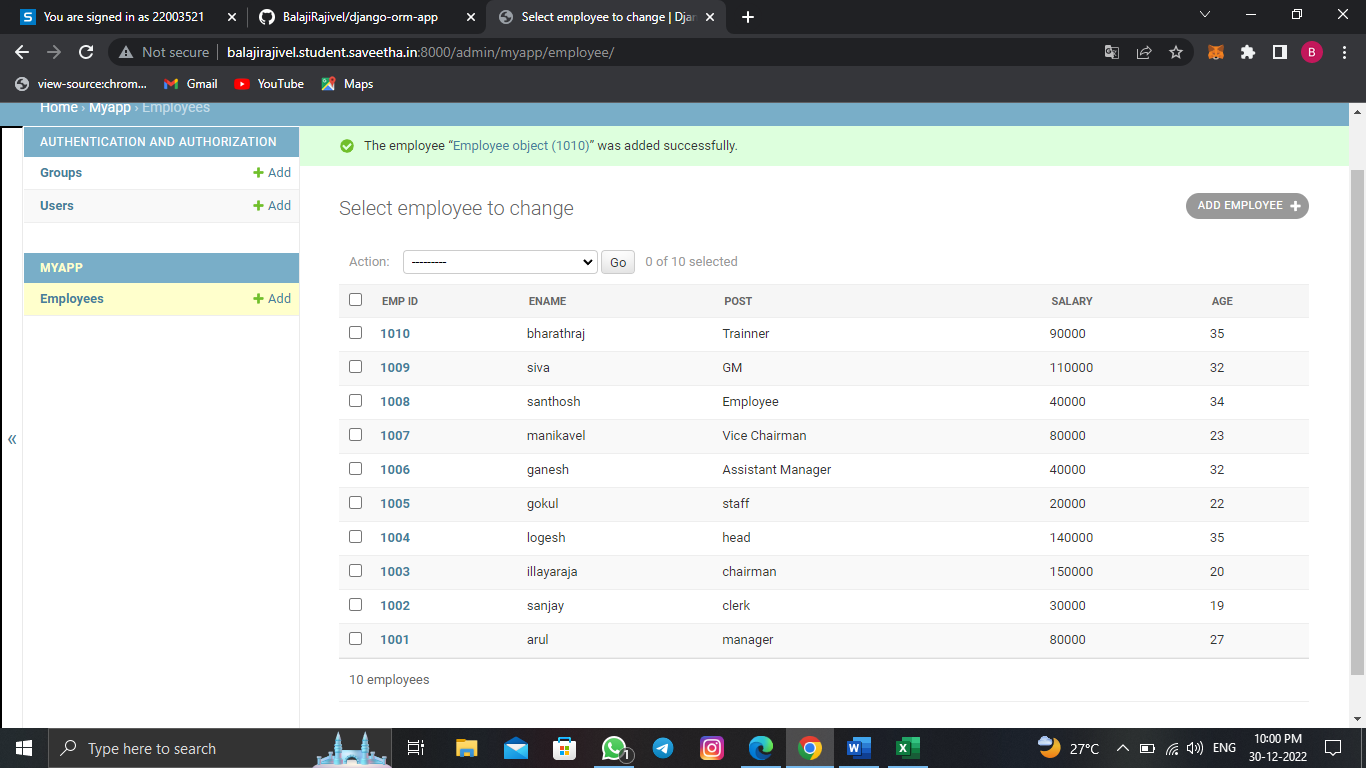 You are signed in as 22003521
BalajiRajivel/django-orm-app
Select employee to change | Djan
Not secure
balajirajivel.student.saveetha.in:8000/admin/myapp/employee/
B
view-source:chrom...
Gmail
YouTube
Maps
Home › Myapp › Employees
AUTHENTICATION AND AUTHORIZATION
Groups + Add
Users + Add
MYAPP
Employees + Add
«
The employee “Employee object (1010)” was added successfully.
Select employee to change
ADD EMPLOYEE +
Action: --------- Go 0 of 10 selected
EMP ID ENAME POST SALARY AGE
1010 bharathraj Trainner 90000 35
1009 siva GM 110000 32
1008 santhosh Employee 40000 34
1007 manikavel Vice Chairman 80000 23
1006 ganesh Assistant Manager 40000 32
1005 gokul staff 20000 22
1004 logesh head 140000 35
1003 illayaraja chairman 150000 20
1002 sanjay clerk 30000 19
1001 arul manager 80000 27
10 employees
Type here to search
1
27°C
ENG
10:00 PM
30-12-2022